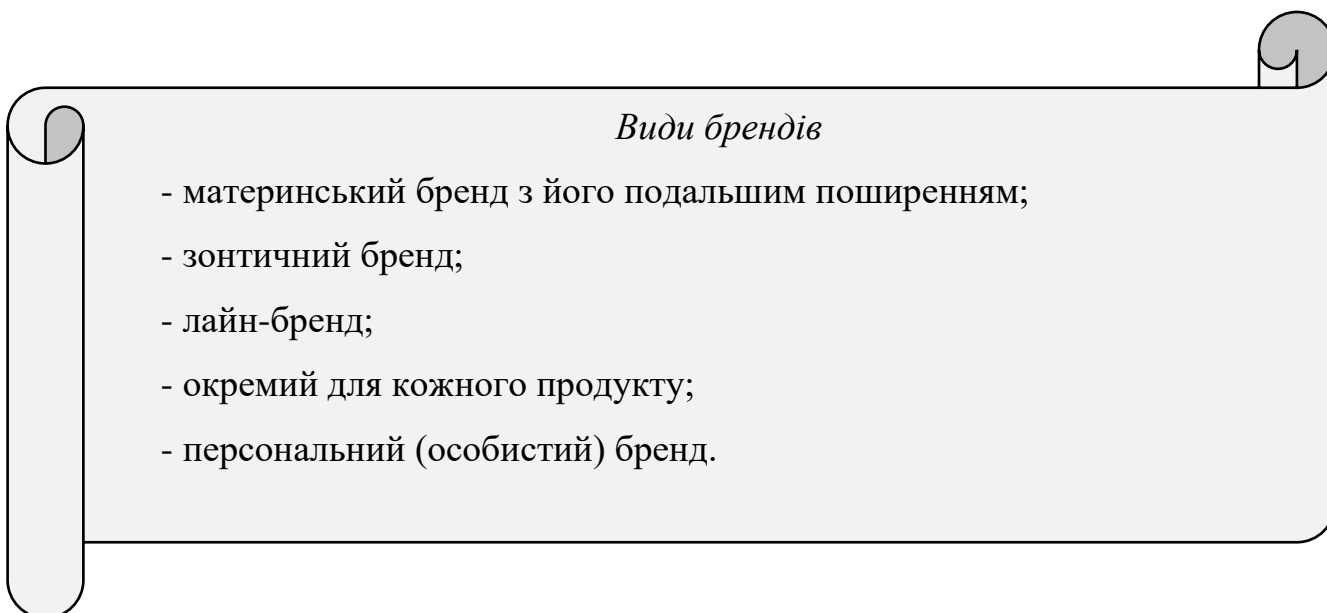 Види брендів
- материнський бренд з його подальшим поширенням;
- зонтичний бренд;
- лайн-бренд;
- окремий для кожного продукту;
- персональний (особистий) бренд.